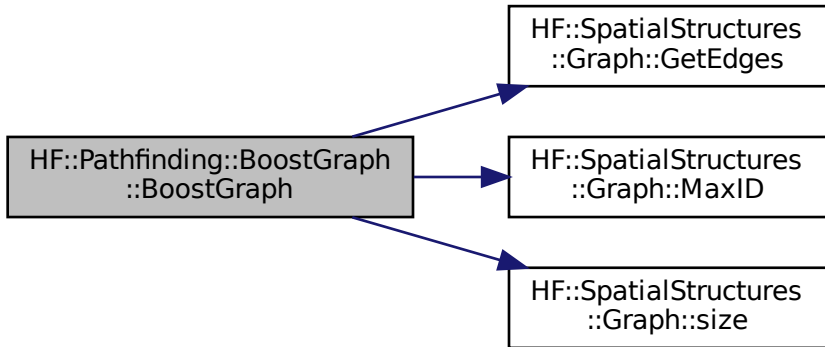 HF::Pathfinding::BoostGraph
::BoostGraph
HF::SpatialStructures
::Graph::GetEdges
HF::SpatialStructures
::Graph::MaxID
HF::SpatialStructures
::Graph::size